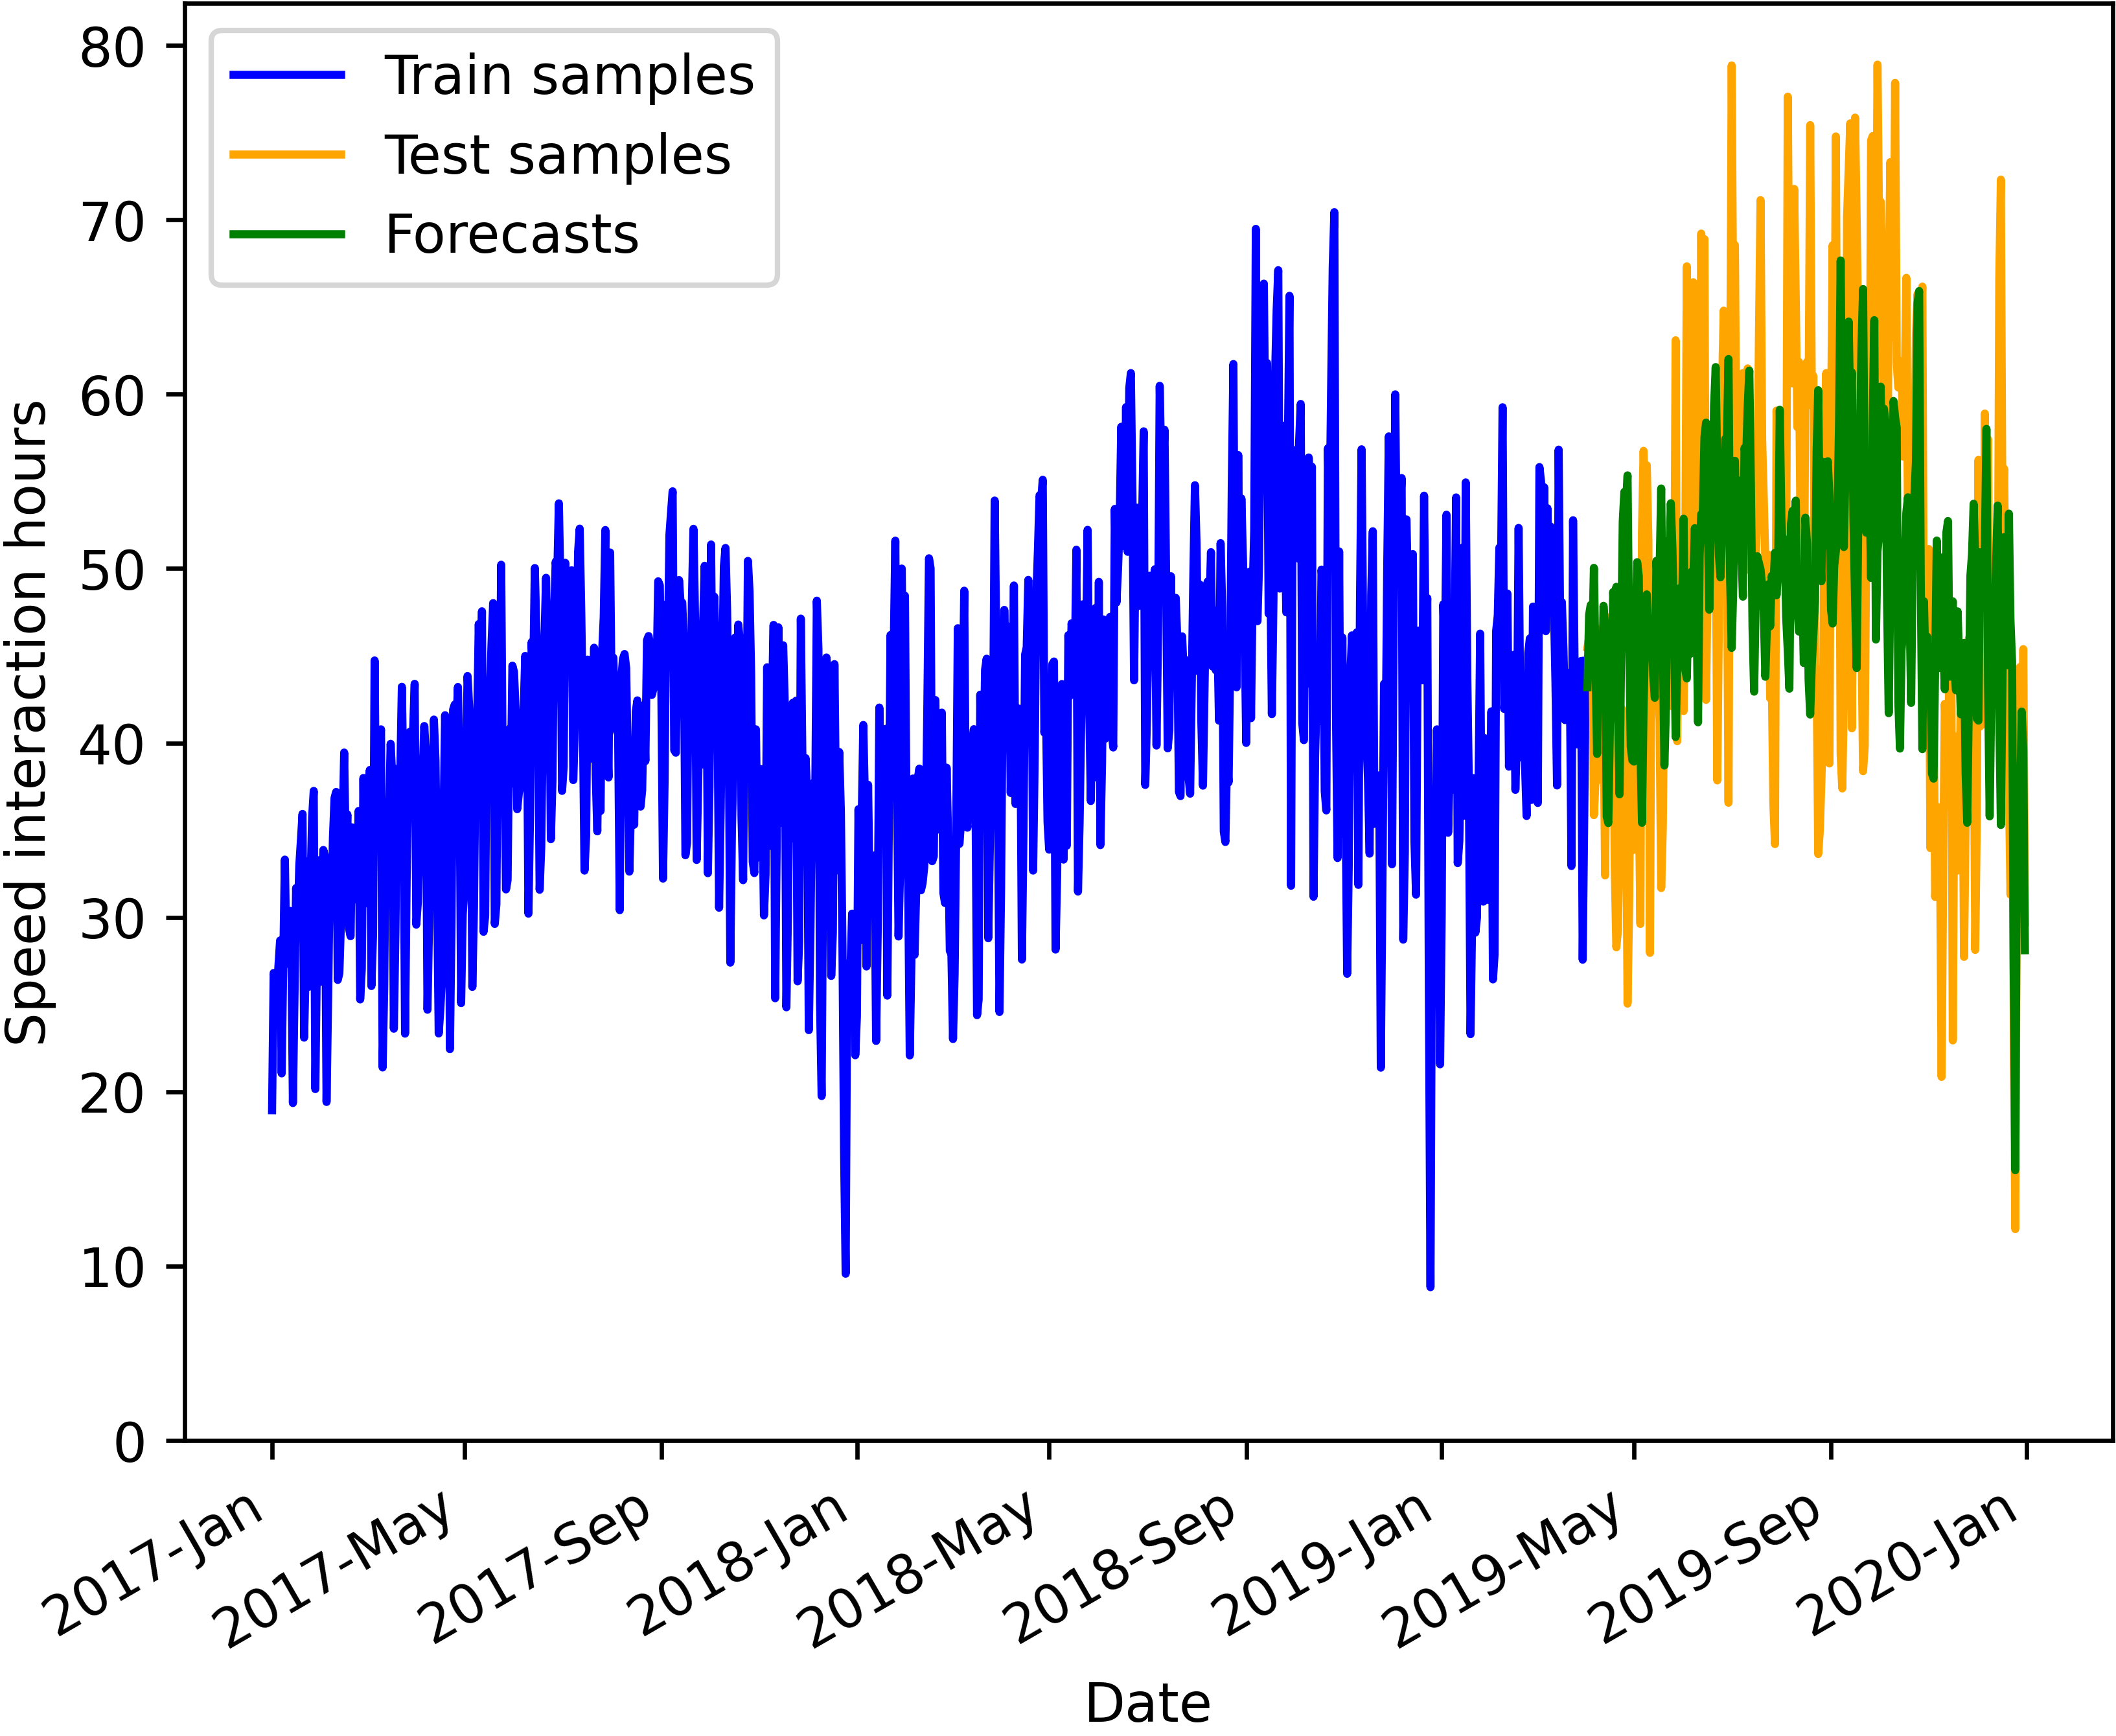 Train samples
Test samples
Forecasts
Speed interaction hours
80
70
60
50
40
30
20
10
0
2017-Jan
2017-May
2017-Sep
2018-Jan
2018-May
2018-Sep
2019-Jan
2019-May
2019-Sep
2020-Jan
Date